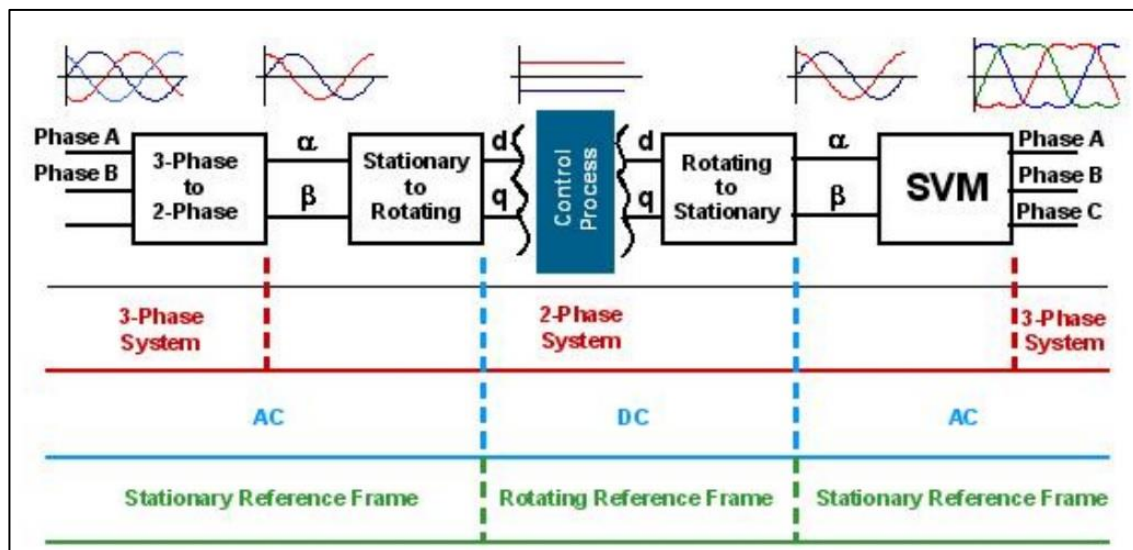 Phase A
Phase B
3-Phase
to
2-Phase
α
β
Stationary
to
Rotating
d
q
Control
Process
d
q
Rotating
to
Stationary
α
β
SVM
Phase A
Phase B
Phase C
3-Phase
System
2-Phase
System
3-Phase
System
AC
DC
AC
Stationary Reference Frame
Rotating Reference Frame
Stationary Reference Frame